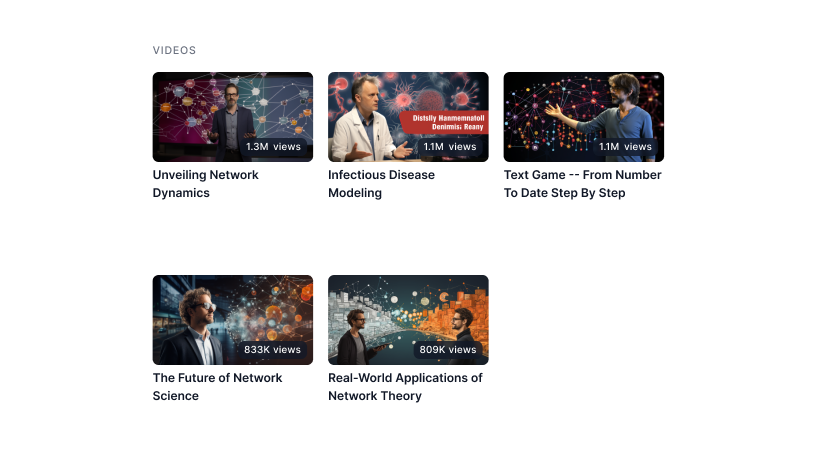 VIDEOS
Distslly Hanmemnatoll
Denimis; Reany
1.3M views
1.1M views
1.1M views
Unveiling Network
Dynamics
Infectious Disease
Modeling
Text Game -- From Number
To Date Step By Step
833K views
809K views
The Future of Network
Science
Real-World Applications of
Network Theory